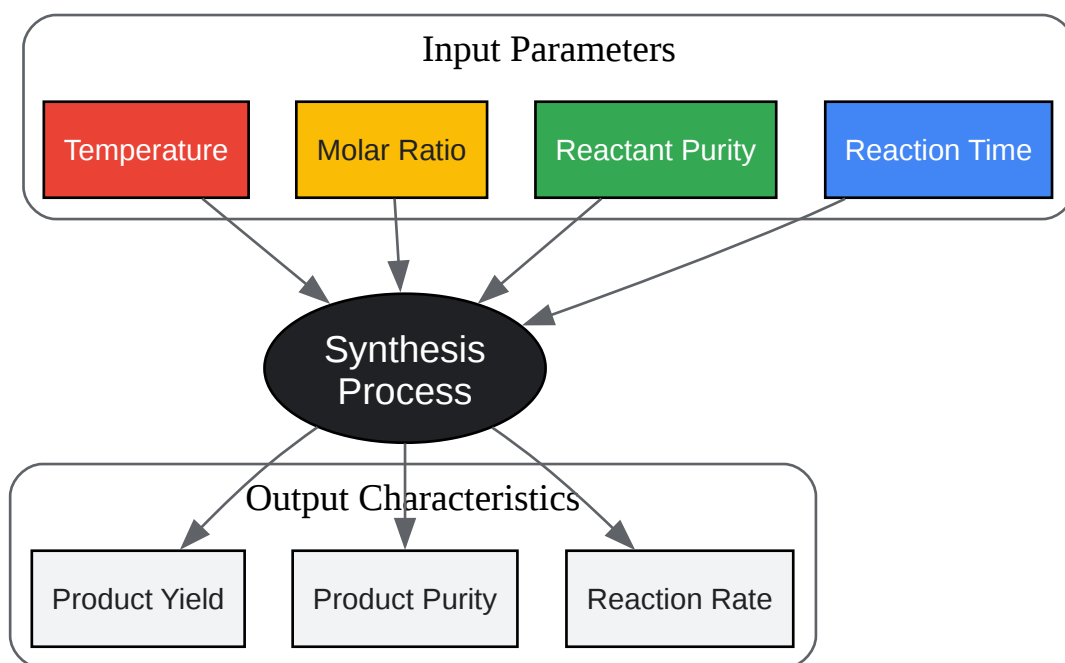 Input Parameters
Temperature
Molar Ratio
Reactant Purity
Reaction Time
Synthesis
Process
Output Characteristics
Product Yield
Product Purity
Reaction Rate